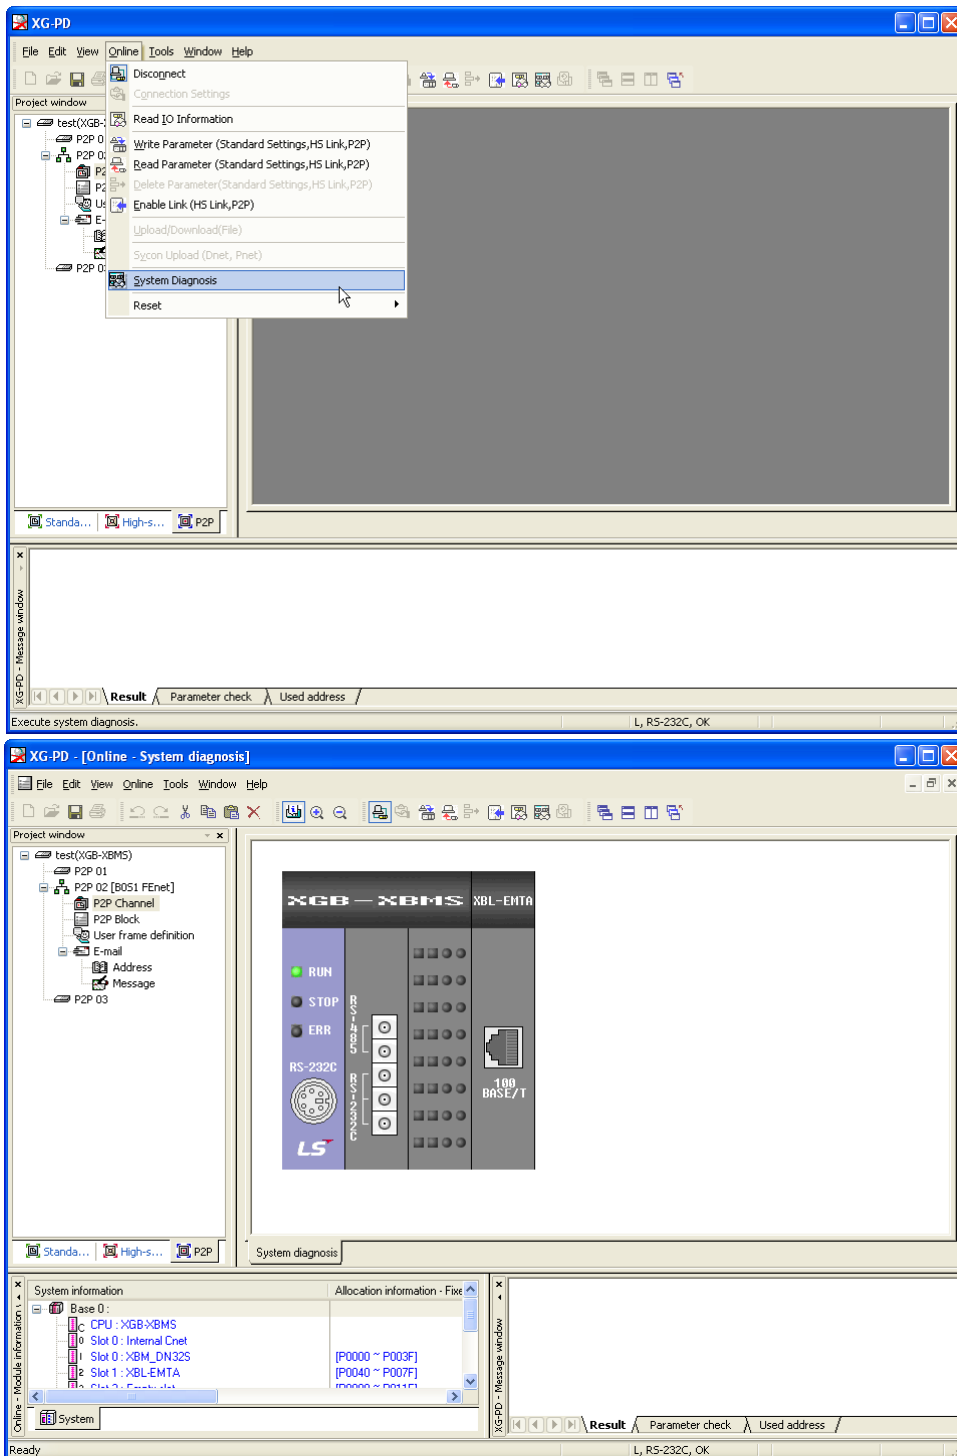 XG-PD
File Edit View Online Tools Window Help
Project window
Disconnect
Connection Settings
Read IO Information
Write Parameter (Standard Settings,HS Link,P2P)
Read Parameter (Standard Settings,HS Link,P2P)
Delete Parameter(Standard Settings,HS Link,P2P)
Enable Link (HS Link,P2P)
Upload/Download(File)
Sycon Upload (Dnet, Pnet)
System Diagnosis
Reset
test(XGB-
P2P 0
P2P 0
P2
P2
Us
E-
P2P 0
Standa... High-s... P2P
XG-PD - Message window
Result Parameter check Used address
Execute system diagnosis. L, RS-232C, OK
XG-PD - [Online - System diagnosis]
File Edit View Online Tools Window Help
Project window
test(XGB-XBMS)
P2P 01
P2P 02 [B0S1 FEnet]
P2P Channel
P2P Block
User frame definition
E-mail
Address
Message
P2P 03
XGB-XBMS XBL-EMTA
RUN
STOP
ERR
RS-485
RS-232C
RS-232C
100
BASE/T
LS
Standa... High-s... P2P
System diagnosis
Online - Module information
System information Allocation information - Fixe
Base 0 :
CPU : XGB-XBMS
Slot 0 : Internal Cnet
Slot 0 : XBM_DN32S [P0000 ~ P003F]
Slot 1 : XBL-EMTA [P0040 ~ P007F]
System
XG-PD - Message window
Result Parameter check Used address
Ready L, RS-232C, OK